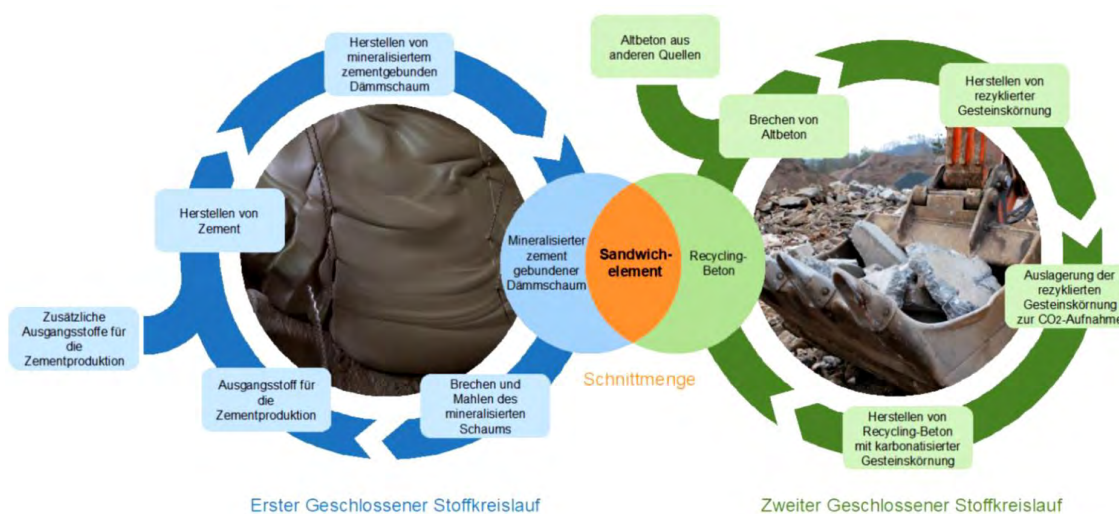 Herstellen von
mineralisiertem
zementgebunden
Dämmschaum
Herstellen von
Zement
Zusätzliche
Ausgangsstoffe für
die
Zementproduktion
Ausgangsstoff für
die
Zementproduktion
Brechen und
Mahlen des
mineralisierten
Schaums
Mineralisierter
zement
gebundener
Dämmschaum
Sandwich-
element
Recycling-
Beton
Schnittmenge
Altbeton aus
anderen Quellen
Brechen von
Altbeton
Herstellen von
rezyklierter
Gesteinskörnung
Auslagerung der
rezyklierten
Gesteinskörnung
zur CO2-Aufnahme
Herstellen von
Recycling-Beton
mit karbonatisierter
Gesteinskörnung
Erster Geschlossener Stoffkreislauf
Zweiter Geschlossener Stoffkreislauf